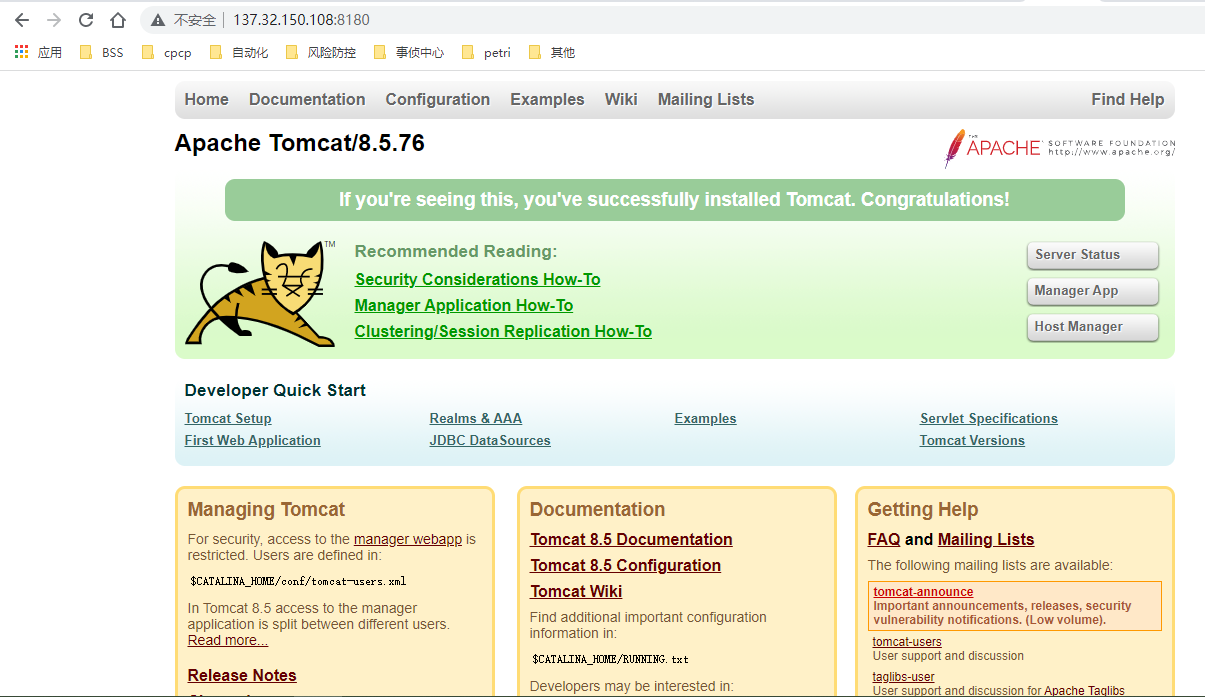 不安全 | 137.32.150.108:8180
应用 BSS cpcp 自动化 风险防控 事侦中心 petri 其他
Home Documentation Configuration Examples Wiki Mailing Lists Find Help
Apache Tomcat/8.5.76
THE APACHE® SOFTWARE FOUNDATION
http://www.apache.org/
If you're seeing this, you've successfully installed Tomcat. Congratulations!
TM
Recommended Reading:
Security Considerations How-To
Manager Application How-To
Clustering/Session Replication How-To
Server Status
Manager App
Host Manager
Developer Quick Start
Tomcat Setup
First Web Application
Realms & AAA
JDBC DataSources
Examples
Servlet Specifications
Tomcat Versions
Managing Tomcat
For security, access to the manager webapp is
restricted. Users are defined in:
$CATALINA_HOME/conf/tomcat-users.xml
In Tomcat 8.5 access to the manager
application is split between different users.
Read more...
Release Notes
Documentation
Tomcat 8.5 Documentation
Tomcat 8.5 Configuration
Tomcat Wiki
Find additional important configuration
information in:
$CATALINA_HOME/RUNNING.txt
Developers may be interested in:
Getting Help
FAQ and Mailing Lists
The following mailing lists are available:
tomcat-announce
Important announcements, releases, security
vulnerability notifications. (Low volume).
tomcat-users
User support and discussion
taglibs-user
User support and discussion for Apache Taglibs